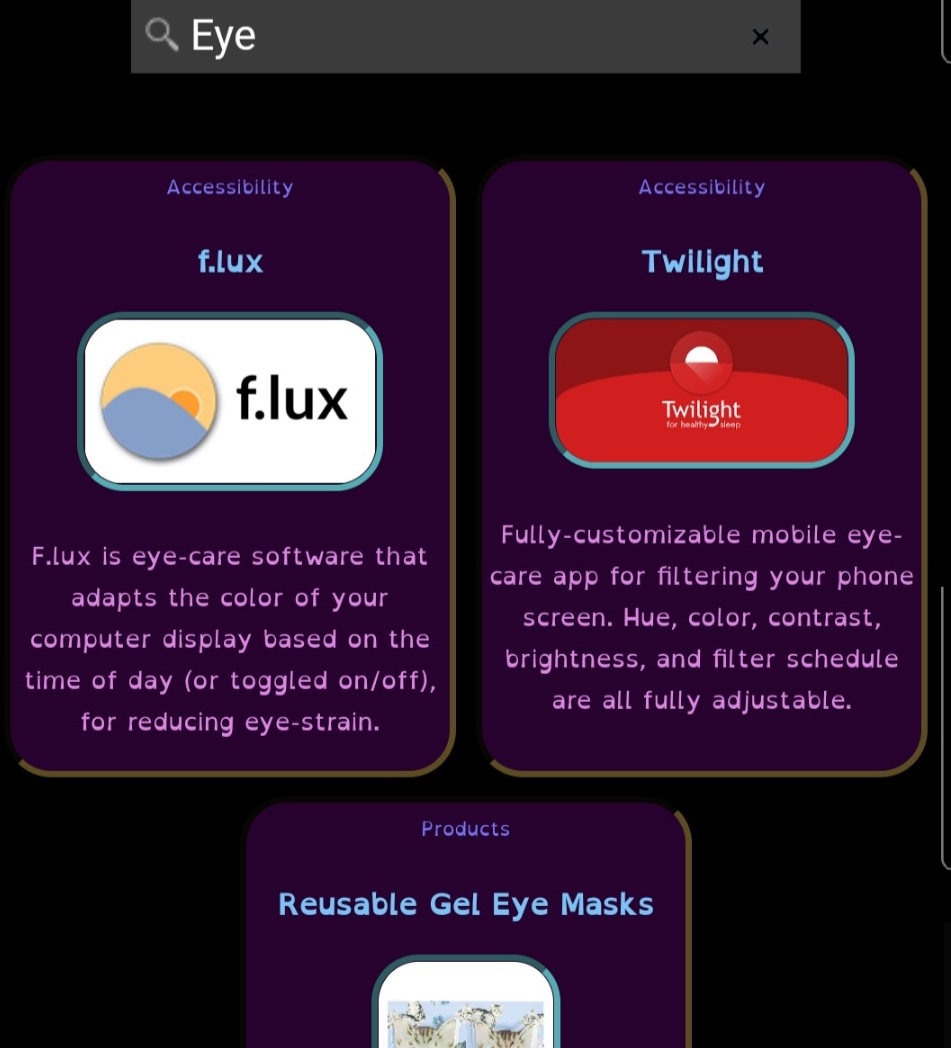 Eye
Accessibility
f.lux
f.lux
F.lux is eye-care software that
adapts the color of your
computer display based on the
time of day (or toggled on/off),
for reducing eye-strain.
Accessibility
Twilight
Twilight
for healthy sleep
Fully-customizable mobile eye-
care app for filtering your phone
screen. Hue, color, contrast,
brightness, and filter schedule
are all fully adjustable.
Products
Reusable Gel Eye Masks